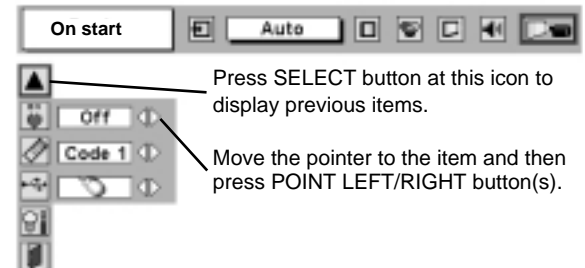 On start
Auto
Press SELECT button at this icon to
display previous items.
Off
Code 1
Move the pointer to the item and then
press POINT LEFT/RIGHT button(s).